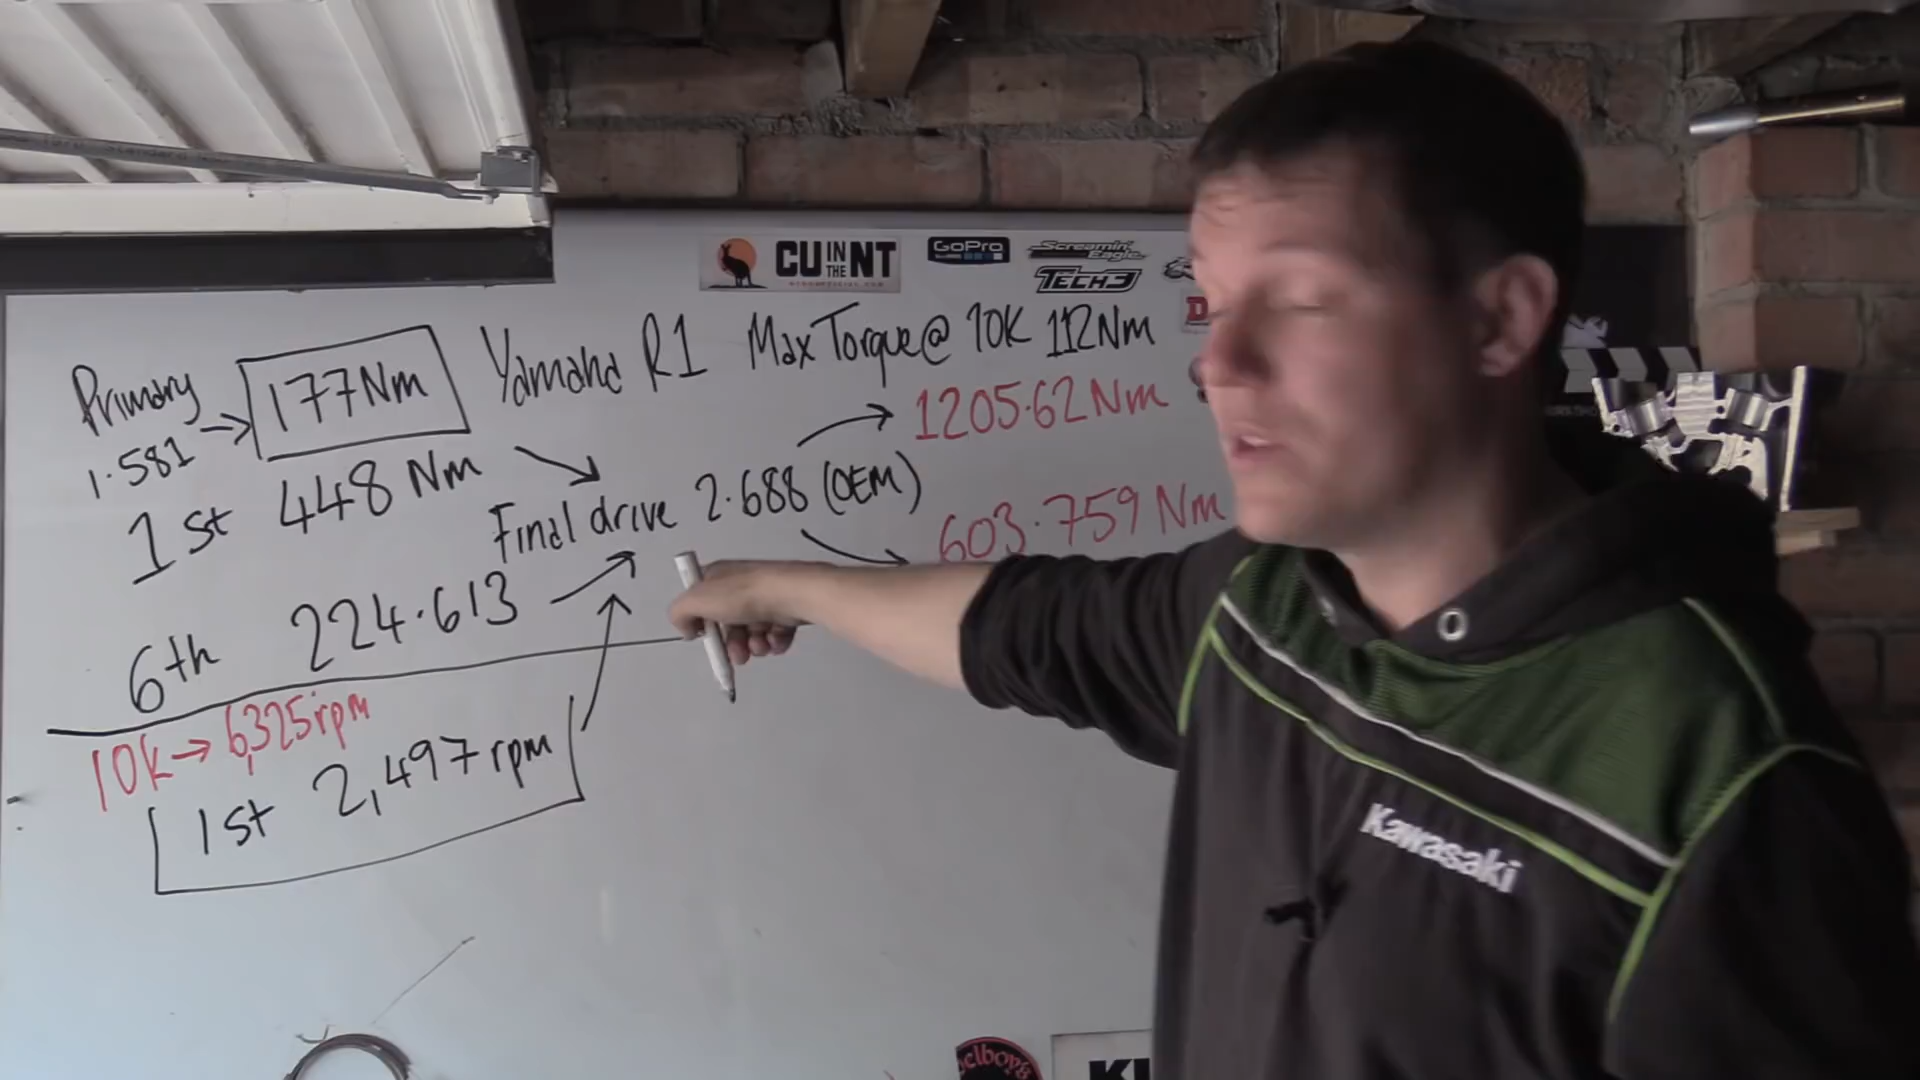 CU IN THE NT
GoPro
Screamin' Eagle
TECH3
Yamaha R1 Max Torque @ 10K 112Nm
Primary
1.581 → 177Nm
1205.62Nm
1st 448 Nm
Final drive 2.688 (OEM)
603.759 Nm
6th 224.613
10K → 6,325rpm
1st 2,497rpm
Kawasaki